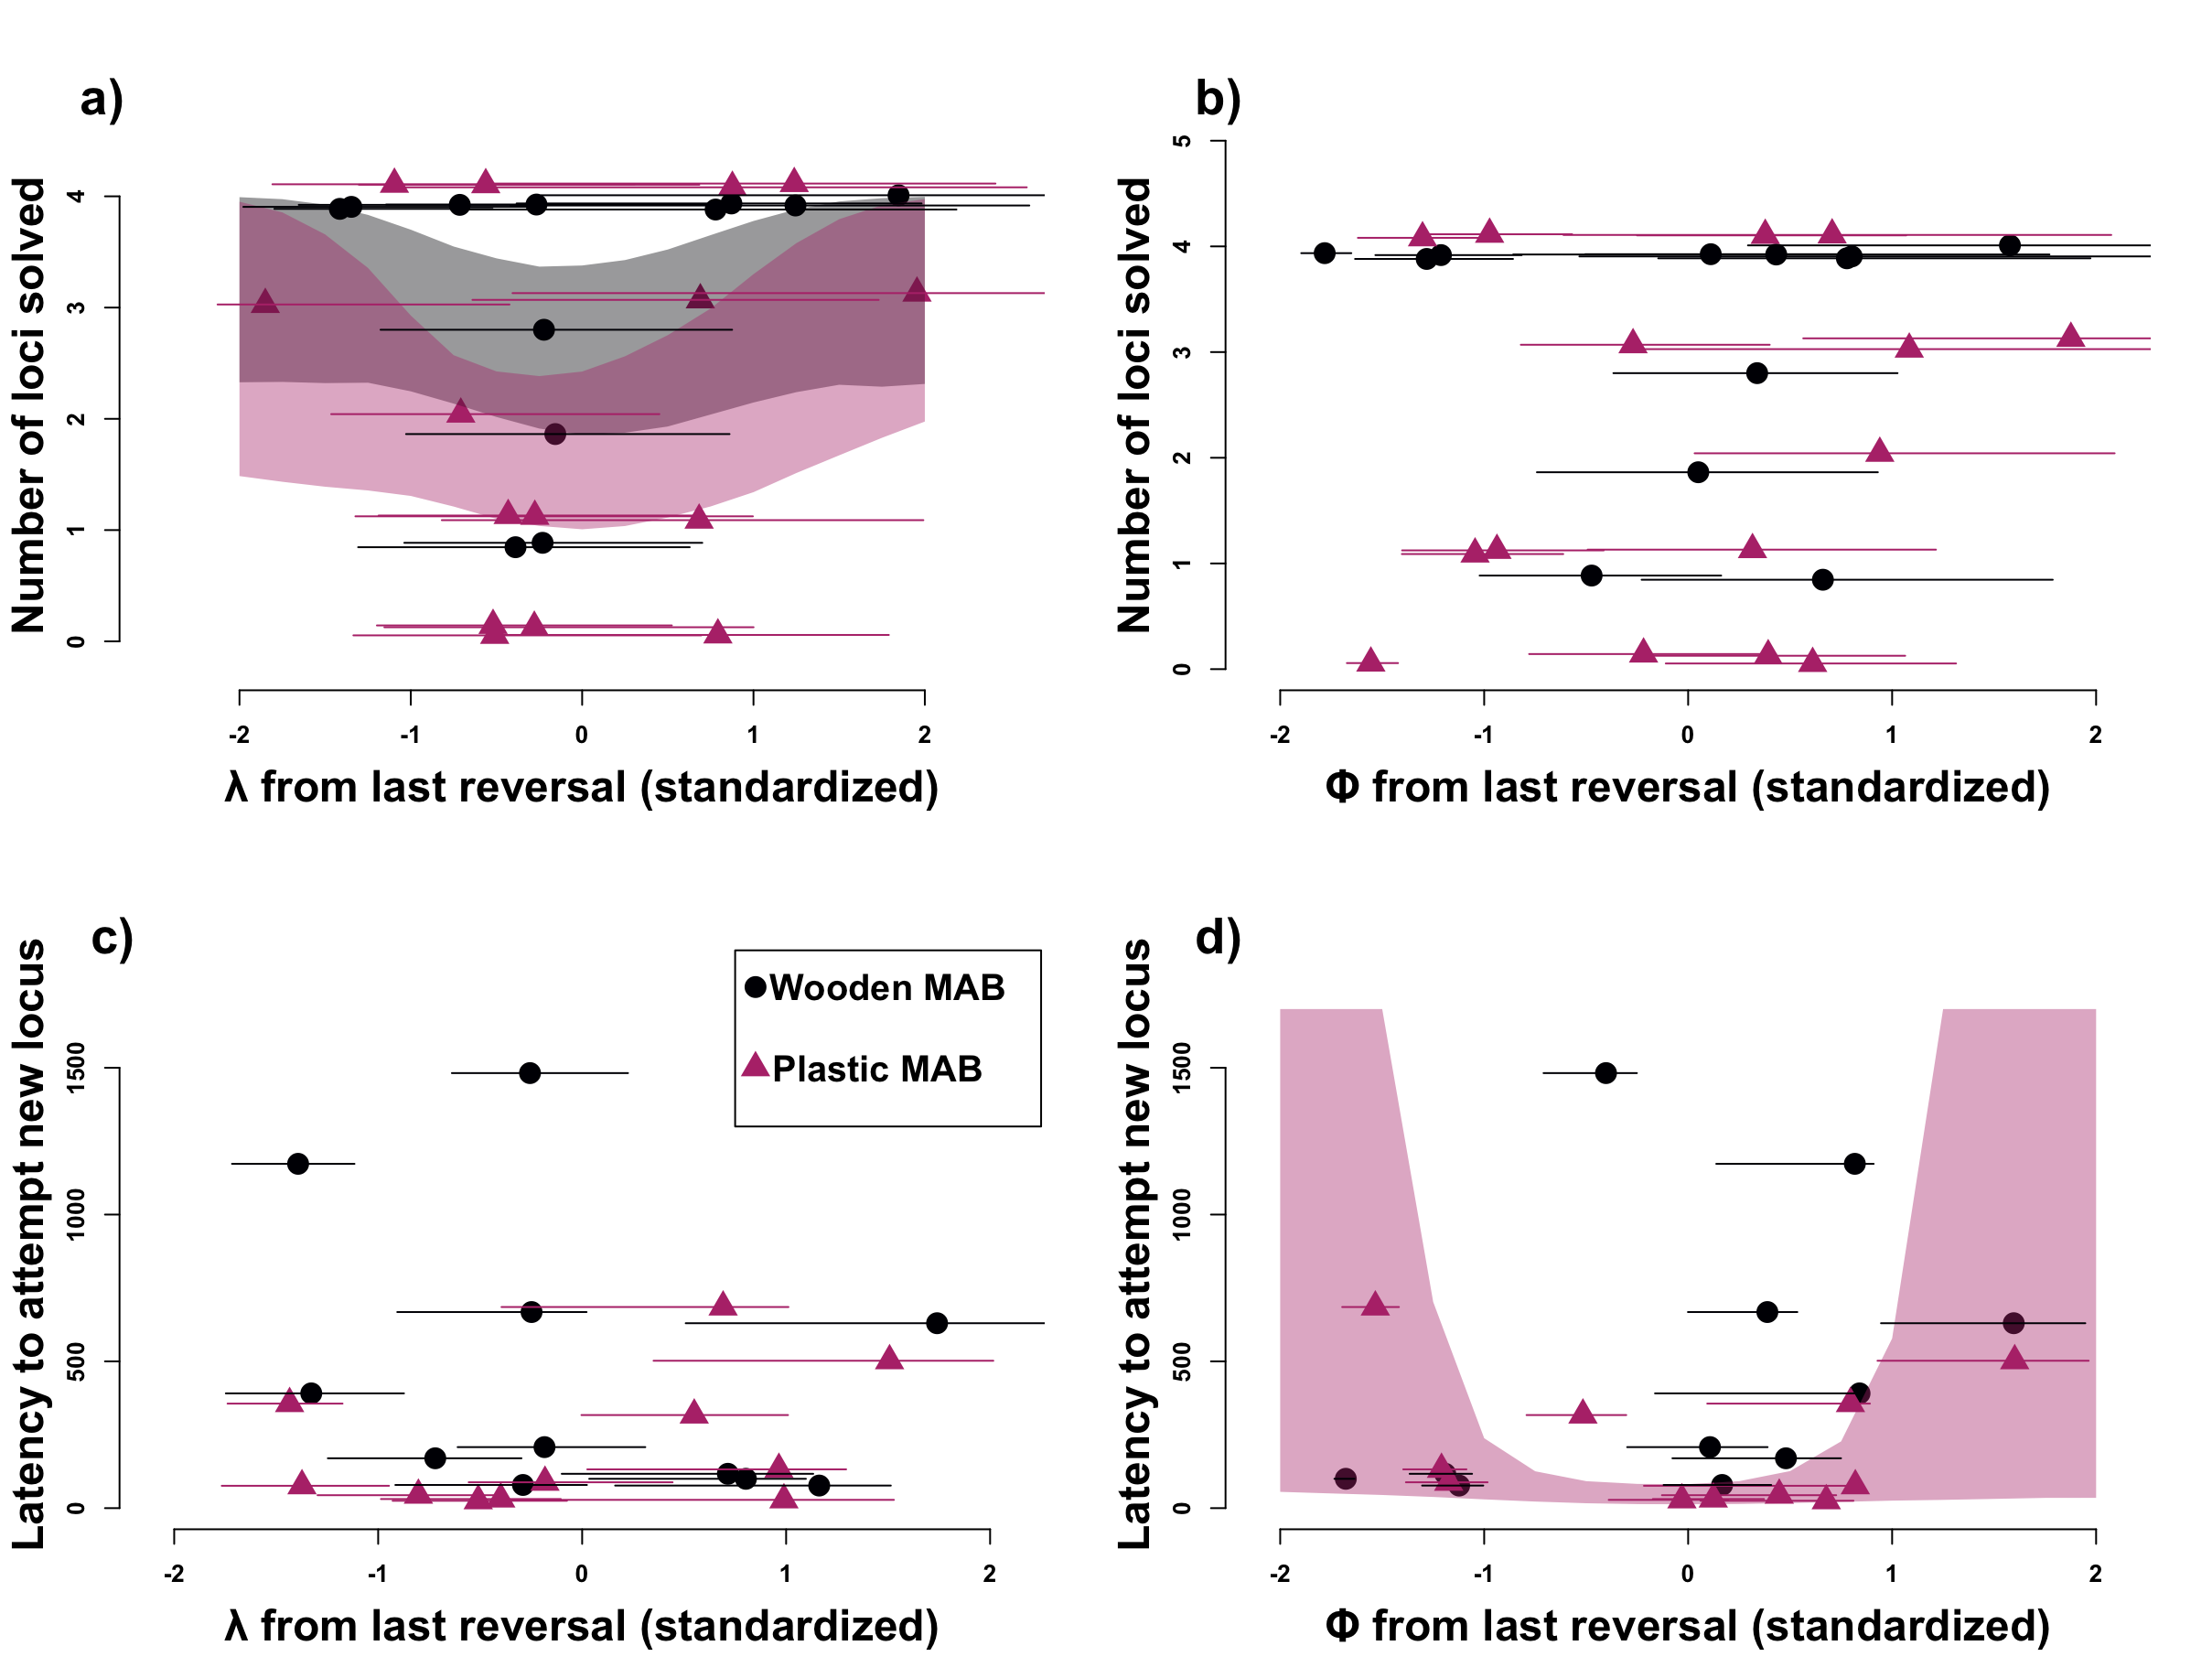 a)
Number of loci solved
4
3
2
1
0
-2 -1 0 1 2
λ from last reversal (standardized)
b)
Number of loci solved
5
4
3
2
1
0
-2 -1 0 1 2
Φ from last reversal (standardized)
c)
Latency to attempt new locus
1500
1000
500
0
Wooden MAB
Plastic MAB
-2 -1 0 1 2
λ from last reversal (standardized)
d)
Latency to attempt new locus
1500
1000
500
0
-2 -1 0 1 2
Φ from last reversal (standardized)